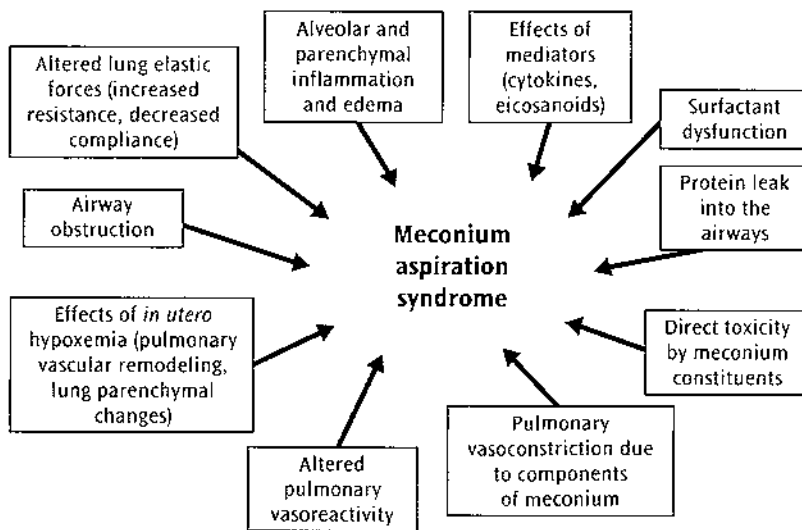 Altered lung elastic
forces (increased
resistance, decreased
compliance)
Alveolar and
parenchymal
inflammation
and edema
Effects of
mediators
(cytokines,
eicosanoids)
Surfactant
dysfunction
Protein leak
into the
airways
Airway
obstruction
Meconium
aspiration
syndrome
Effects of in utero
hypoxemia (pulmonary
vascular remodeling,
lung parenchymal
changes)
Direct toxicity
by meconium
constituents
Altered
pulmonary
vasoreactivity
Pulmonary
vasoconstriction due
to components
of meconium